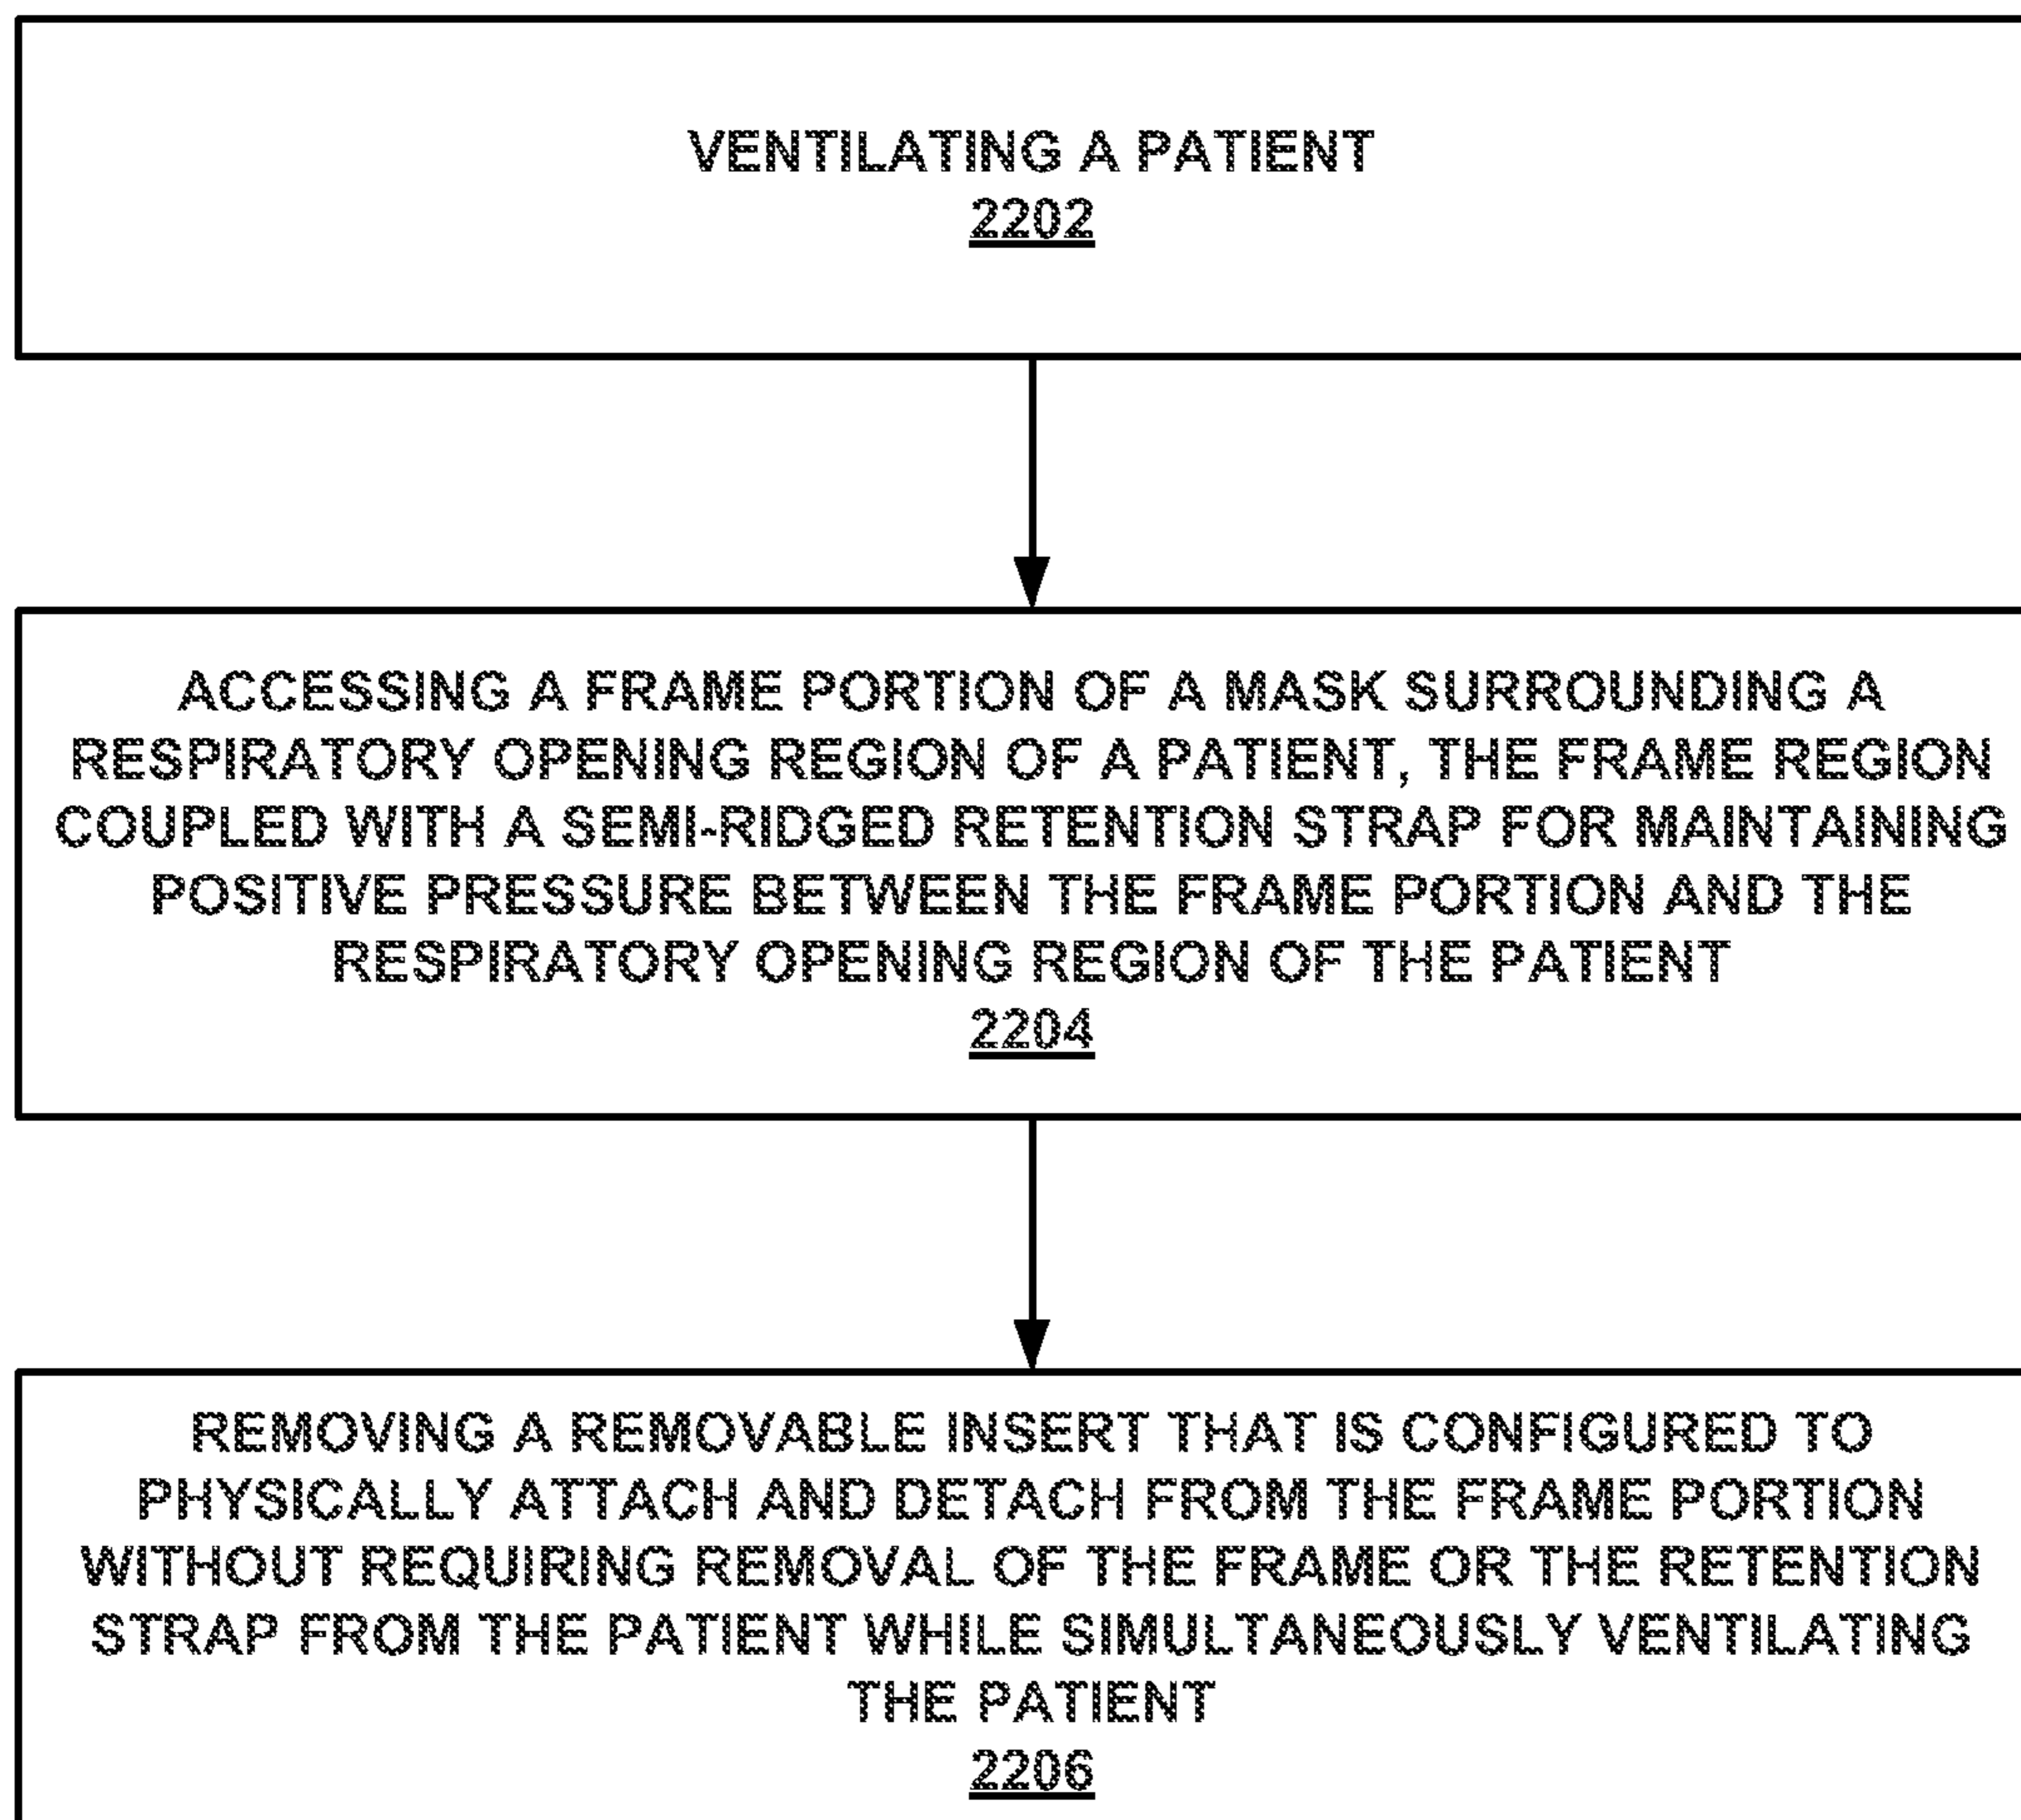 VENTILATING A PATIENT
2202
ACCESSING A FRAME PORTION OF A MASK SURROUNDING A
RESPIRATORY OPENING REGION OF A PATIENT, THE FRAME REGION
COUPLED WITH A SEMI-RIDGED RETENTION STRAP FOR MAINTAINING
POSITIVE PRESSURE BETWEEN THE FRAME PORTION AND THE
RESPIRATORY OPENING REGION OF THE PATIENT
2204
REMOVING A REMOVABLE INSERT THAT IS CONFIGURED TO
PHYSICALLY ATTACH AND DETACH FROM THE FRAME PORTION
WITHOUT REQUIRING REMOVAL OF THE FRAME OR THE RETENTION
STRAP FROM THE PATIENT WHILE SIMULTANEOUSLY VENTILATING
THE PATIENT
2206